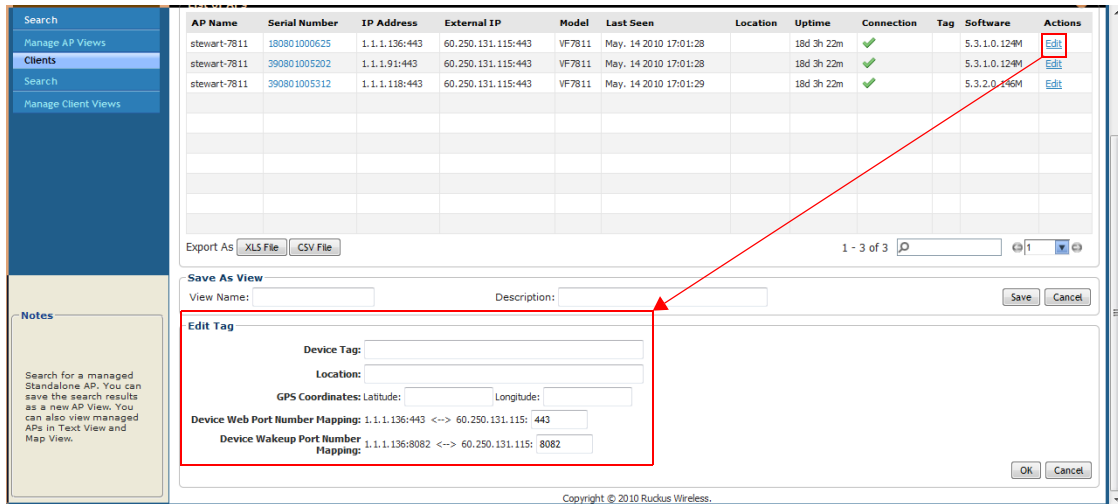 Search
Manage AP Views
Clients
Search
Manage Client Views
AP Name Serial Number IP Address External IP Model Last Seen Location Uptime Connection Tag Software Actions
stewart-7811 180801000625 1.1.1.136:443 60.250.131.115:443 VF7811 May. 14 2010 17:01:28 18d 3h 22m 5.3.1.0.124M Edit
stewart-7811 390801005202 1.1.1.91:443 60.250.131.115:443 VF7811 May. 14 2010 17:01:28 18d 3h 22m 5.3.1.0.124M Edit
stewart-7811 390801005312 1.1.1.118:443 60.250.131.115:443 VF7811 May. 14 2010 17:01:29 18d 3h 22m 5.3.2.0.146M Edit
Export As XLS File CSV File 1 - 3 of 3 1
Save As View
View Name: Description: Save Cancel
Notes
Search for a managed
Standalone AP. You can
save the search results
as a new AP View. You
can also view managed
APs in Text View and
Map View.
Edit Tag
Device Tag:
Location:
GPS Coordinates: Latitude: Longitude:
Device Web Port Number Mapping: 1.1.1.136:443 <--> 60.250.131.115: 443
Device Wakeup Port Number
Mapping: 1.1.1.136:8082 <--> 60.250.131.115: 8082
OK Cancel
Copyright © 2010 Ruckus Wireless.